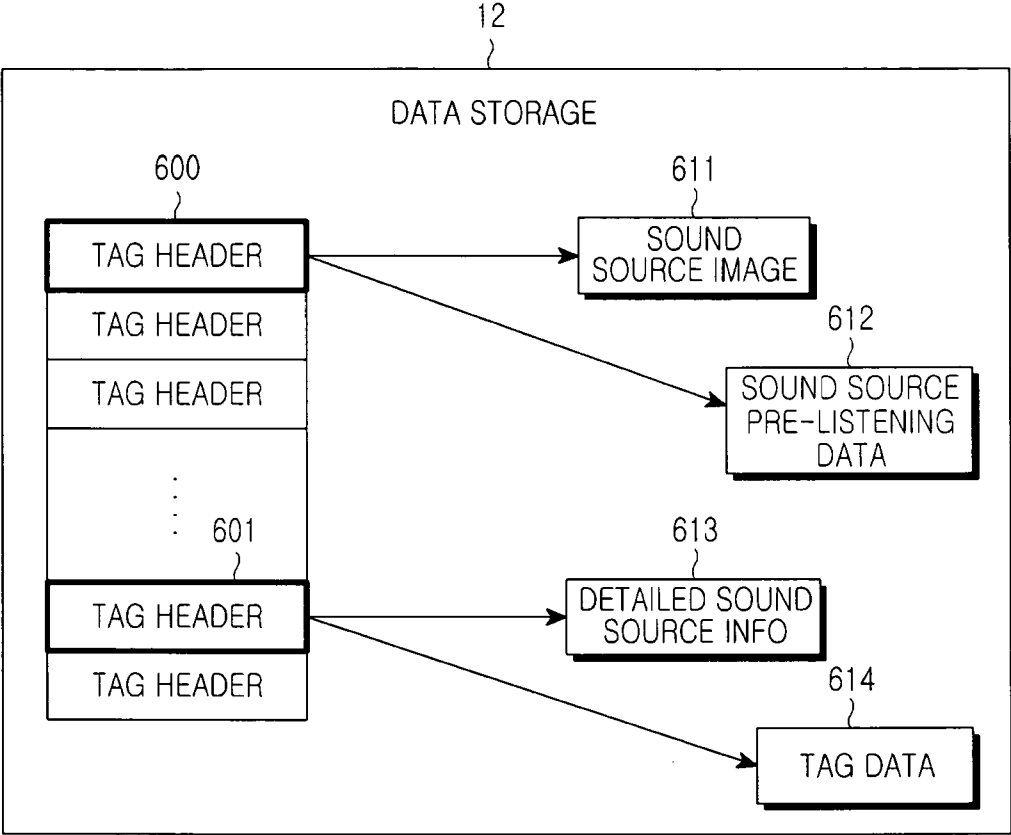 12
DATA STORAGE
600
611
TAG HEADER
SOUND
SOURCE IMAGE
TAG HEADER
612
TAG HEADER
SOUND SOURCE
PRE-LISTENING
DATA
601
613
TAG HEADER
DETAILED SOUND
SOURCE INFO
TAG HEADER
614
TAG DATA